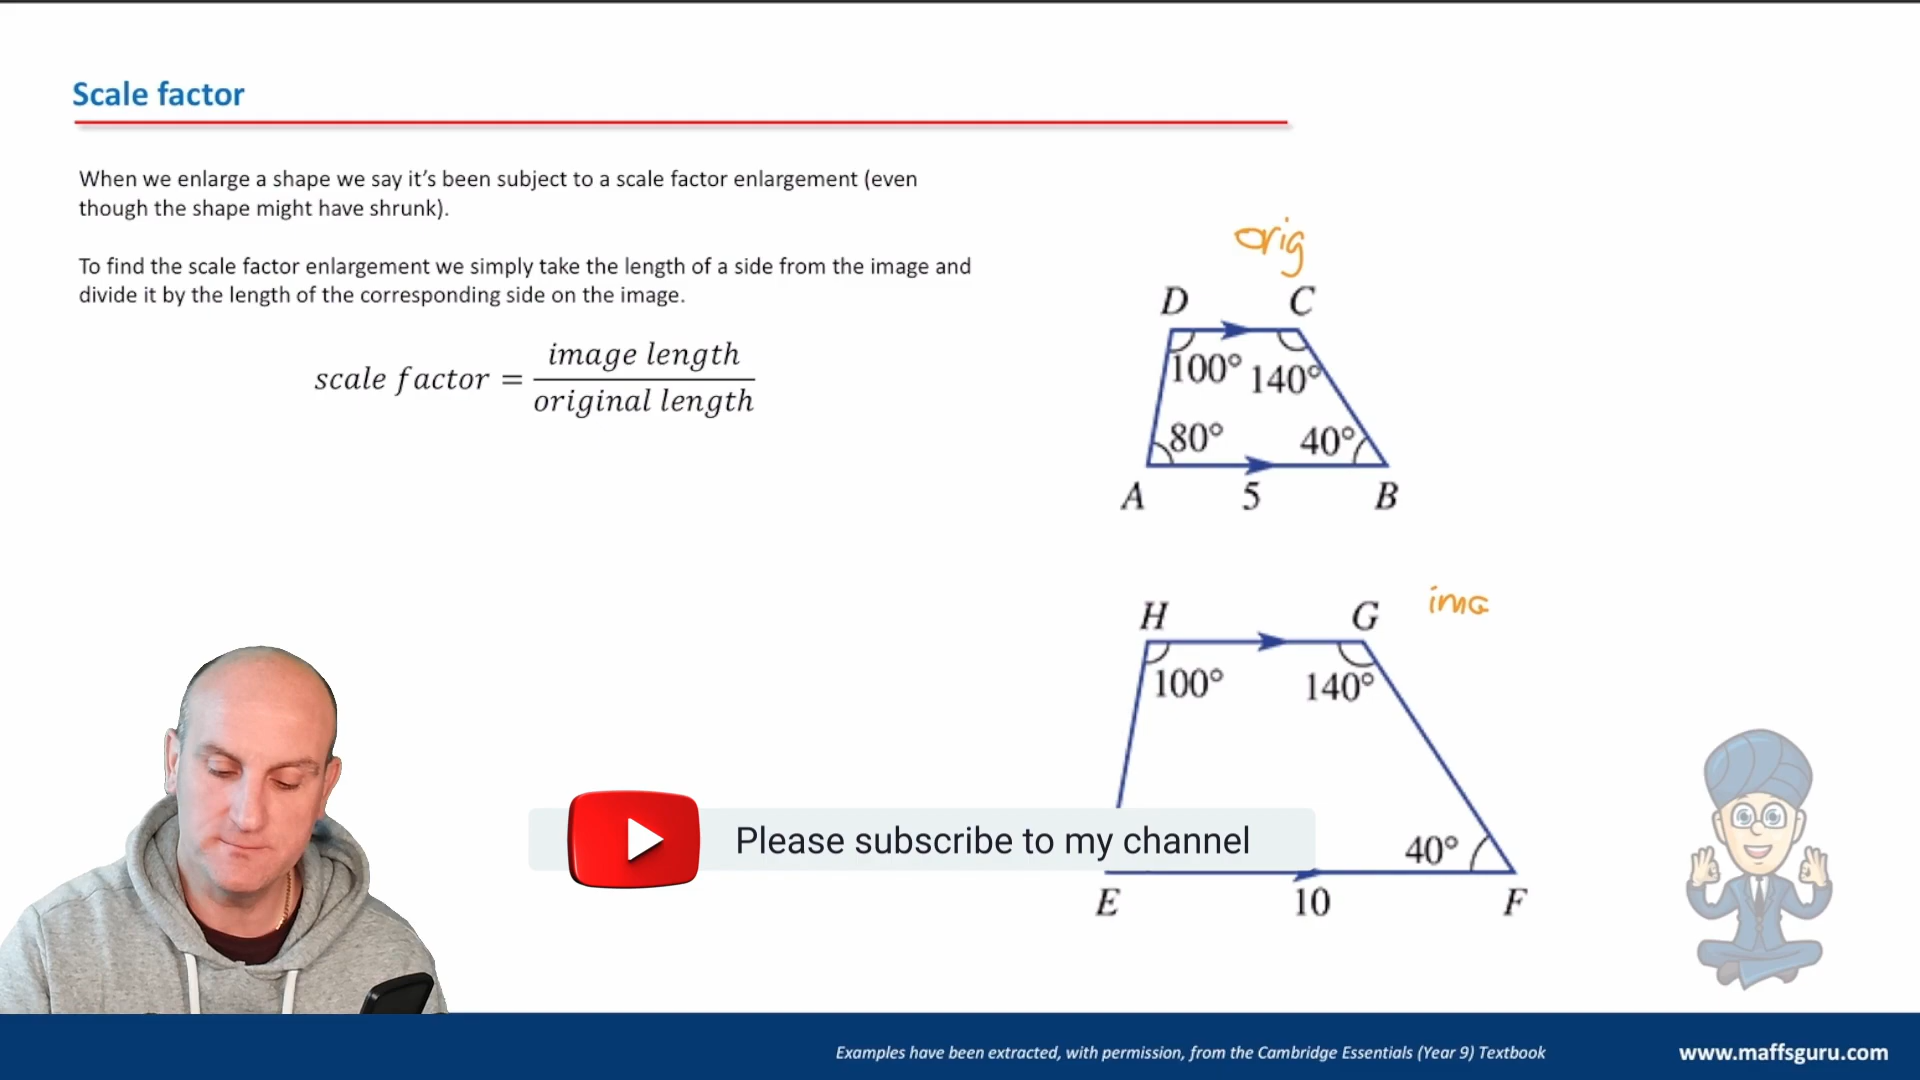 Scale factor
When we enlarge a shape we say it's been subject to a scale factor enlargement (even
though the shape might have shrunk).
To find the scale factor enlargement we simply take the length of a side from the image and
divide it by the length of the corresponding side on the image.
scale factor = image length / original length
orig
D C
100° 140°
80° 40°
A 5 B
ima
H G
100° 140°
40°
E 10 F
Please subscribe to my channel
Examples have been extracted, with permission, from the Cambridge Essentials (Year 9) Textbook
www.maffsguru.com